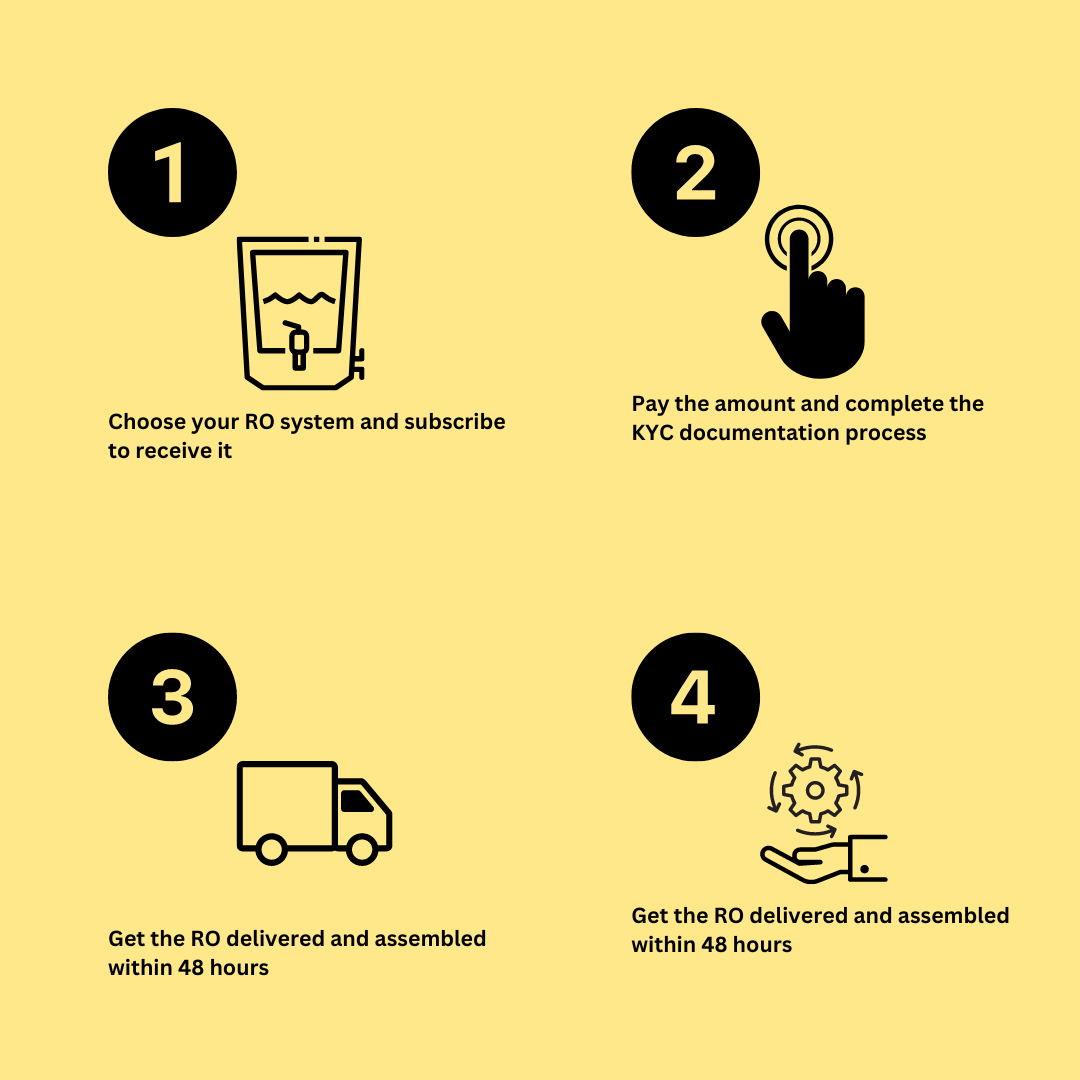 1
Choose your RO system and subscribe
to receive it
2
Pay the amount and complete the
KYC documentation process
3
Get the RO delivered and assembled
within 48 hours
4
Get the RO delivered and assembled
within 48 hours